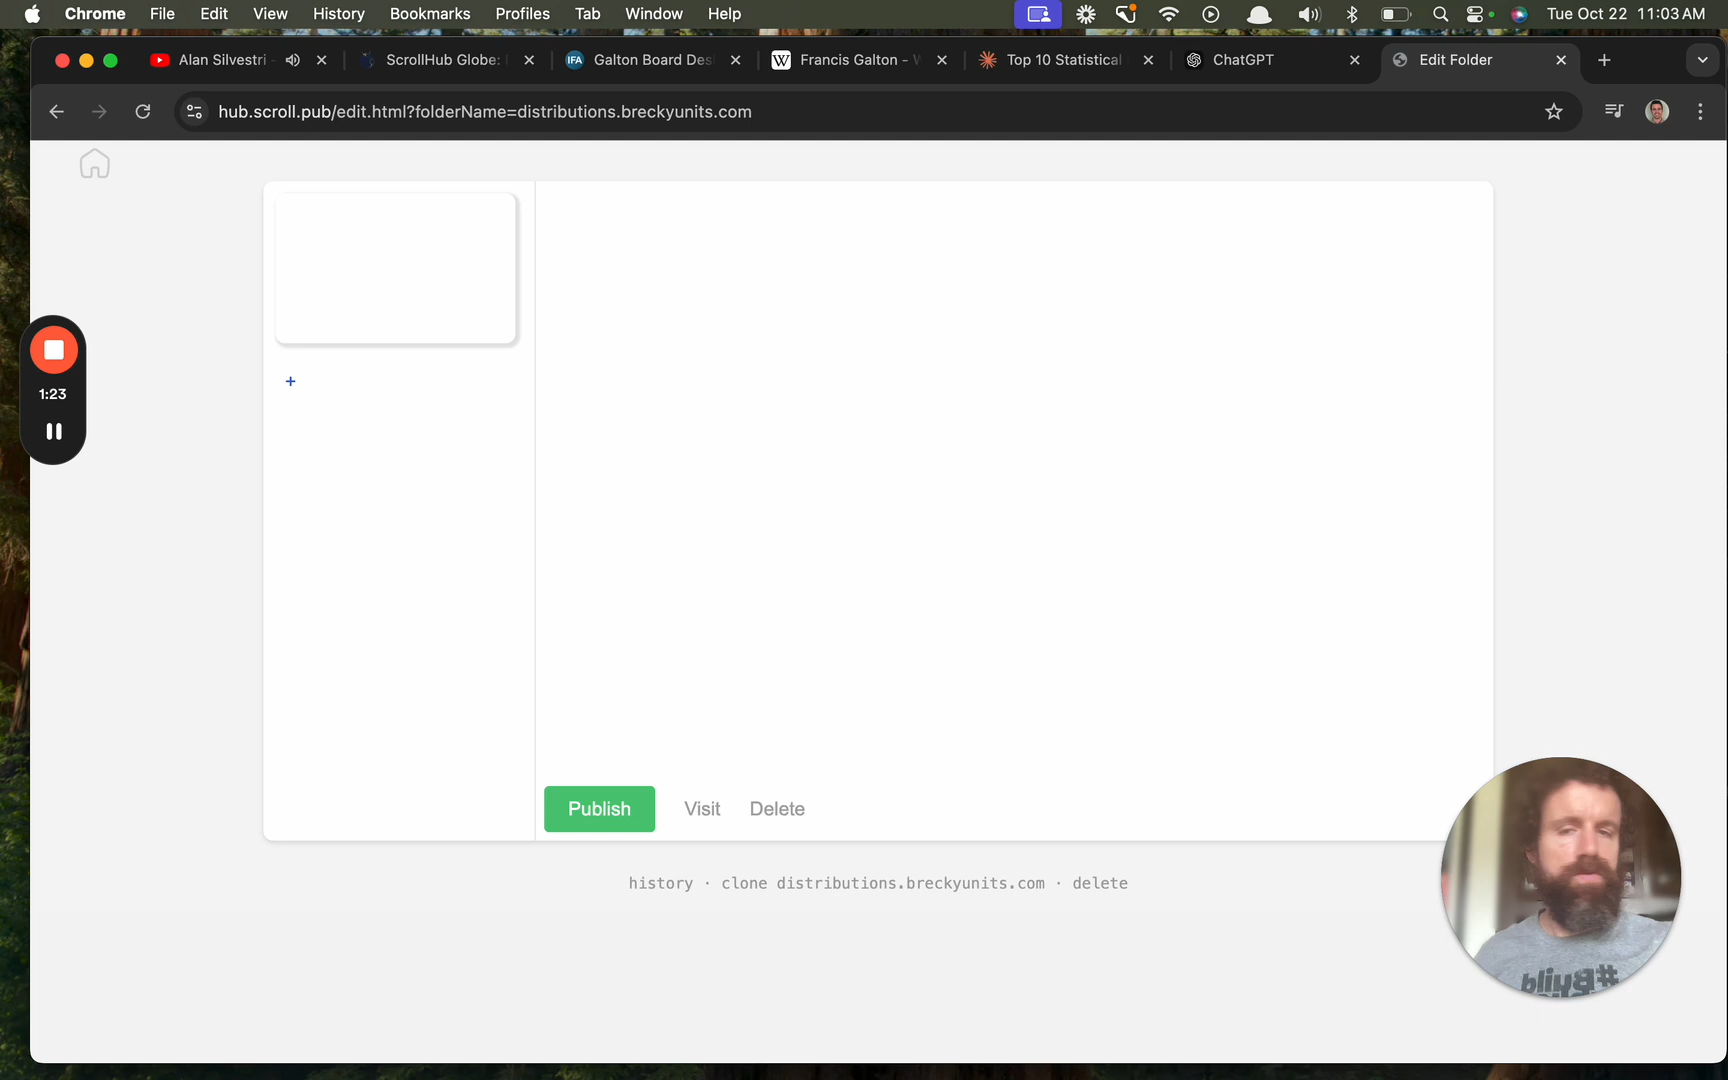 Chrome File Edit View History Bookmarks Profiles Tab Window Help Tue Oct 22 11:03 AM
Alan Silvestri - ScrollHub Globe: IFA Galton Board Des W Francis Galton - W Top 10 Statistical ChatGPT Edit Folder
hub.scroll.pub/edit.html?folderName=distributions.breckyunits.com
1:23
+
Publish Visit Delete
history · clone distributions.breckyunits.com · delete
#Build